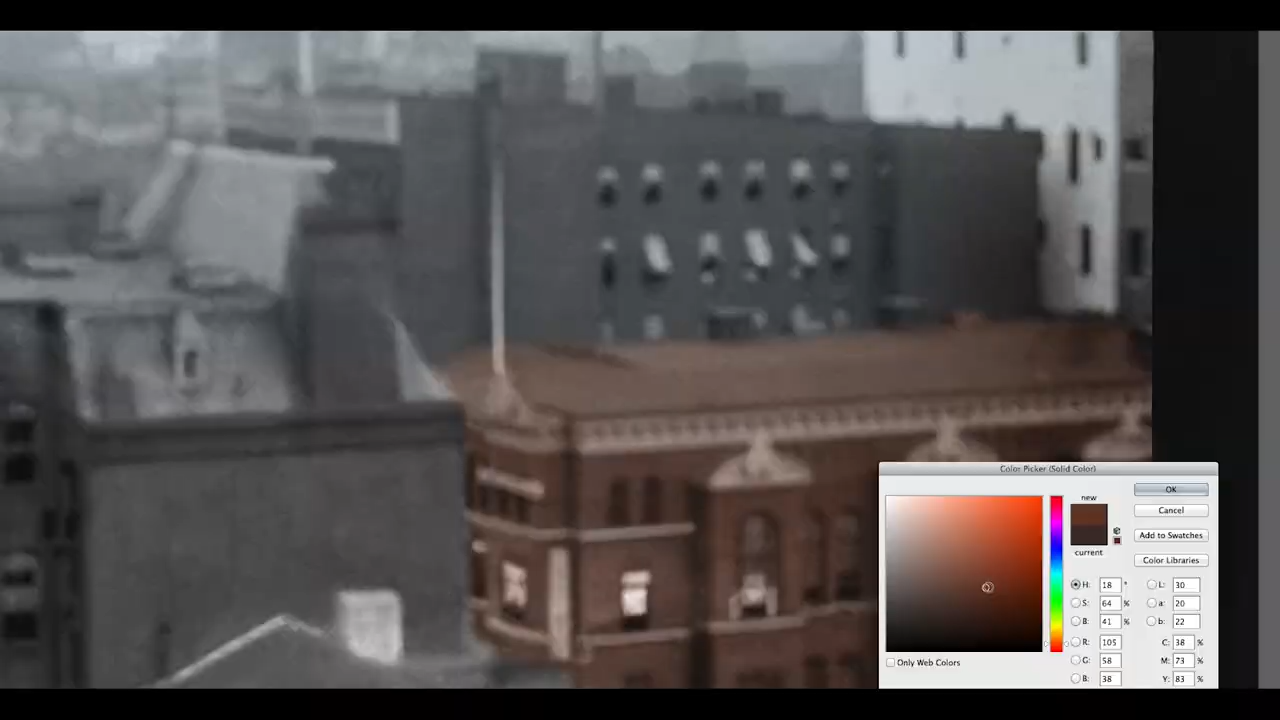 Color Picker (Solid Color)
new
current
OK
Cancel
Add to Swatches
Color Libraries
H: 18 ° L: 30
S: 64 % a: 20
B: 41 % b: 22
R: 105 C: 38 %
G: 58 M: 73 %
B: 38 Y: 83 %
Only Web Colors